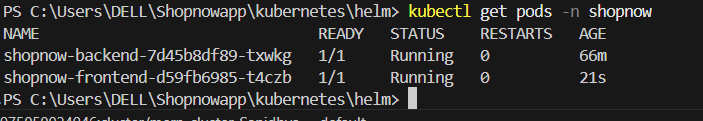 PS C:\Users\DELL\Shopnowapp\kubernetes\helm> kubectl get pods -n shopnow
NAME READY STATUS RESTARTS AGE
shopnow-backend-7d45b8df89-txwkg 1/1 Running 0 66m
shopnow-frontend-d59fb6985-t4czb 1/1 Running 0 21s
PS C:\Users\DELL\Shopnowapp\kubernetes\helm>